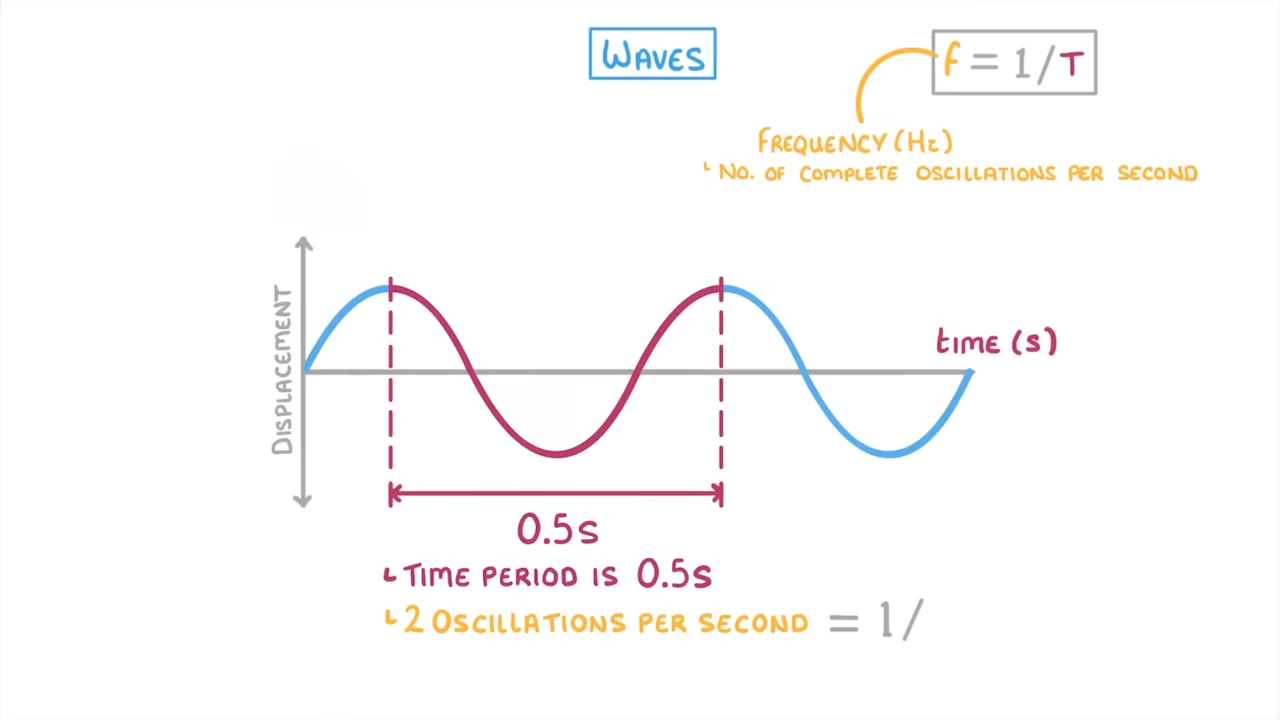 WAVES
f = 1/T
FREQUENCY (Hz)
└ NO. OF COMPLETE OSCILLATIONS PER SECOND
DISPLACEMENT
time (s)
0.5s
└ TIME PERIOD IS 0.5s
└ 2 OSCILLATIONS PER SECOND = 1/